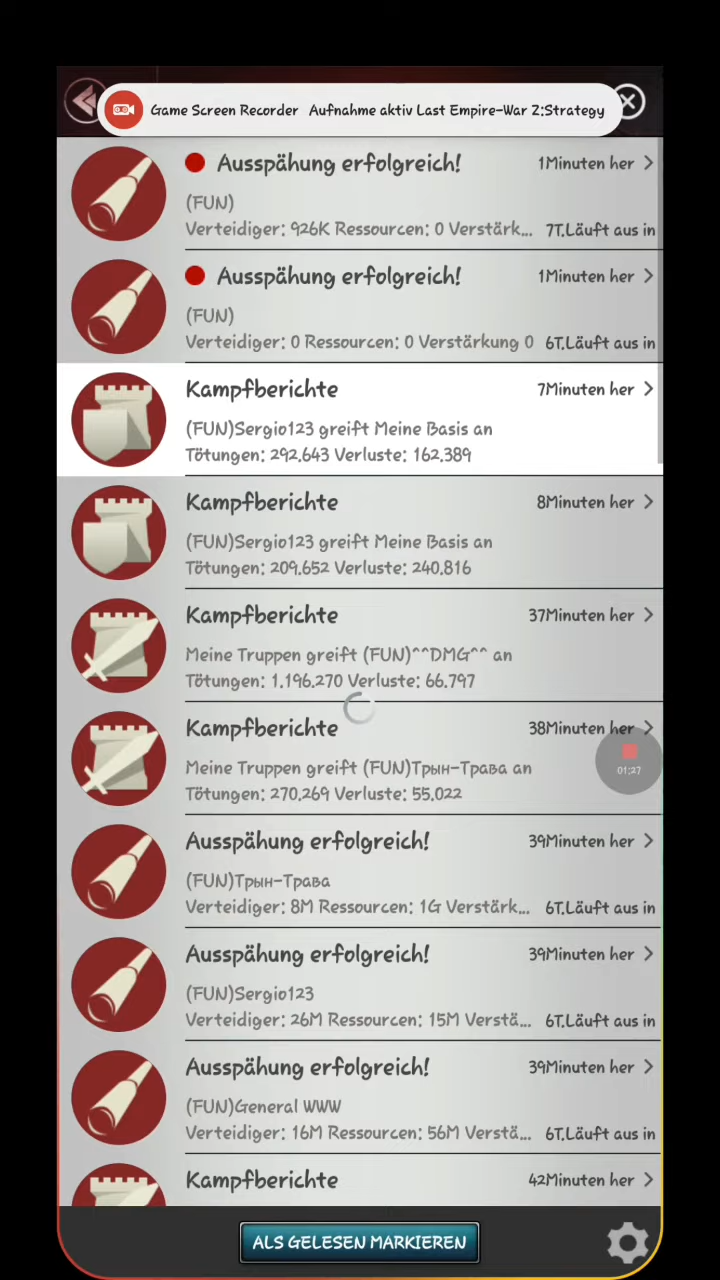 Game Screen Recorder Aufnahme aktiv Last Empire-War Z:Strategy
Ausspähung erfolgreich! 1Minuten her
(FUN)
Verteidiger: 926K Ressourcen: 0 Verstärk... 7T.Läuft aus in
Ausspähung erfolgreich! 1Minuten her
(FUN)
Verteidiger: 0 Ressourcen: 0 Verstärkung 0 6T.Läuft aus in
Kampfberichte 7Minuten her
(FUN)Sergio123 greift Meine Basis an
Tötungen: 292.643 Verluste: 162.389
Kampfberichte 8Minuten her
(FUN)Sergio123 greift Meine Basis an
Tötungen: 209.652 Verluste: 240.816
Kampfberichte 37Minuten her
Meine Truppen greift (FUN)^^DMG^^ an
Tötungen: 1.196.270 Verluste: 66.797
Kampfberichte 38Minuten her
01:27
Meine Truppen greift (FUN)Трын-Трава an
Tötungen: 270.269 Verluste: 55.022
Ausspähung erfolgreich! 39Minuten her
(FUN)Трын-Трава
Verteidiger: 8M Ressourcen: 1G Verstärk... 6T.Läuft aus in
Ausspähung erfolgreich! 39Minuten her
(FUN)Sergio123
Verteidiger: 26M Ressourcen: 15M Verstä... 6T.Läuft aus in
Ausspähung erfolgreich! 39Minuten her
(FUN)General WWW
Verteidiger: 16M Ressourcen: 56M Verstä... 6T.Läuft aus in
Kampfberichte 42Minuten her
ALS GELESEN MARKIEREN